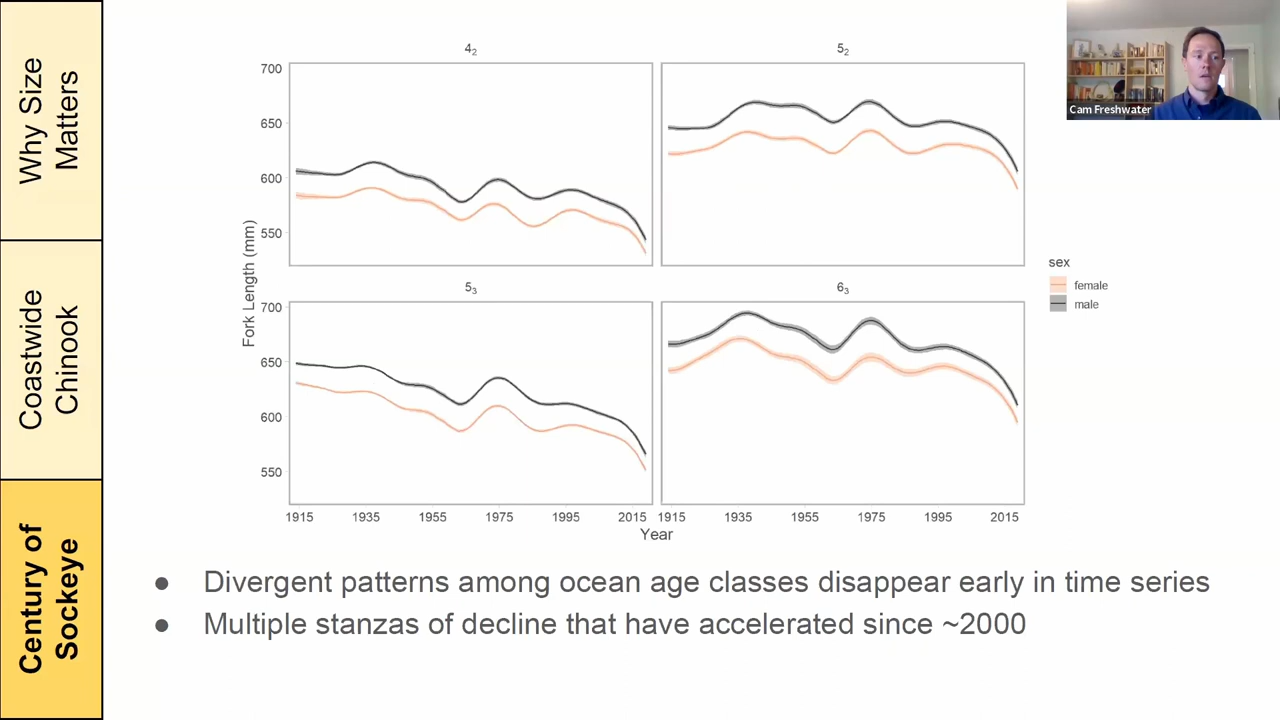 Why Size
Matters
Coastwide
Chinook
Century of
Sockeye
4₂
5₂
700
650
600
550
5₃
6₃
700
650
600
550
Fork Length (mm)
1915 1935 1955 1975 1995 2015 1915 1935 1955 1975 1995 2015
Year
sex
female
male
Cam Freshwater
● Divergent patterns among ocean age classes disappear early in time series
● Multiple stanzas of decline that have accelerated since ~2000